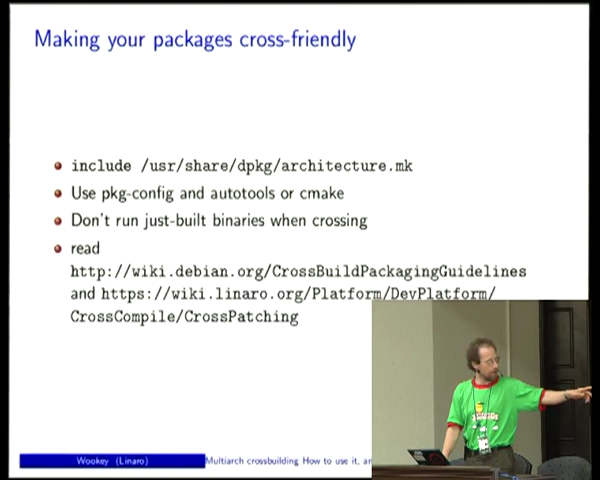 Making your packages cross-friendly
include /usr/share/dpkg/architecture.mk
Use pkg-config and autotools or cmake
Don't run just-built binaries when crossing
read
http://wiki.debian.org/CrossBuildPackagingGuidelines
and https://wiki.linaro.org/Platform/DevPlatform/
CrossCompile/CrossPatching
Wookey (Linaro)
Multiarch crossbuilding How to use it, an